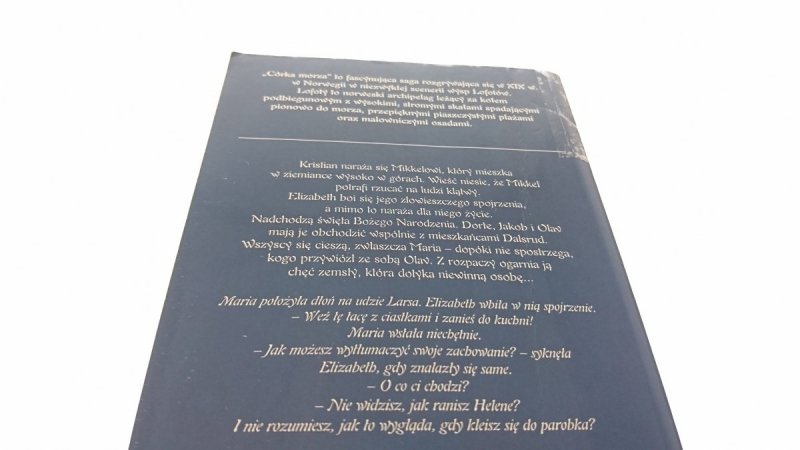 „Córka morza” to fascynująca saga rozgrywająca się w XIX w.
w Norwegii w niezwykłej scenerii wysp Lofotów.
Lofoty to norweski archipelag leżący za kołem
podbiegunowym z wysokimi, stromymi skałami spadającymi
pionowo do morza, przepięknymi piaszczystymi plażami
oraz malowniczymi osadami.
Kristian naraża się Mikkelowi, który mieszka
w ziemiance wysoko w górach. Wieść niesie, że Mikkel
potrafi rzucać na ludzi klątwy.
Elizabeth boi się jego złowieszczego spojrzenia,
a mimo to naraża dla niego życie.
Nadchodzą święta Bożego Narodzenia. Dorte, Jakob i Olav
mają je obchodzić wspólnie z mieszkańcami Dalsrud.
Wszyscy się cieszą, zwłaszcza Maria – dopóki nie spostrzega,
kogo przywiózł ze sobą Olav. Z rozpaczy ogarnia ją
chęć zemsty, która dotyka niewinną osobę...
Maria położyła dłoń na udzie Larsa. Elizabeth wbiła w nią spojrzenie.
– Weź tę tacę z ciastkami i zanieś do kuchni!
Maria wstała niechętnie.
– Jak możesz wytłumaczyć swoje zachowanie? – syknęła
Elizabeth, gdy znalazły się same.
– O co ci chodzi?
– Nie widzisz, jak ranisz Helene?
I nie rozumiesz, jak to wygląda, gdy kleisz się do parobka?